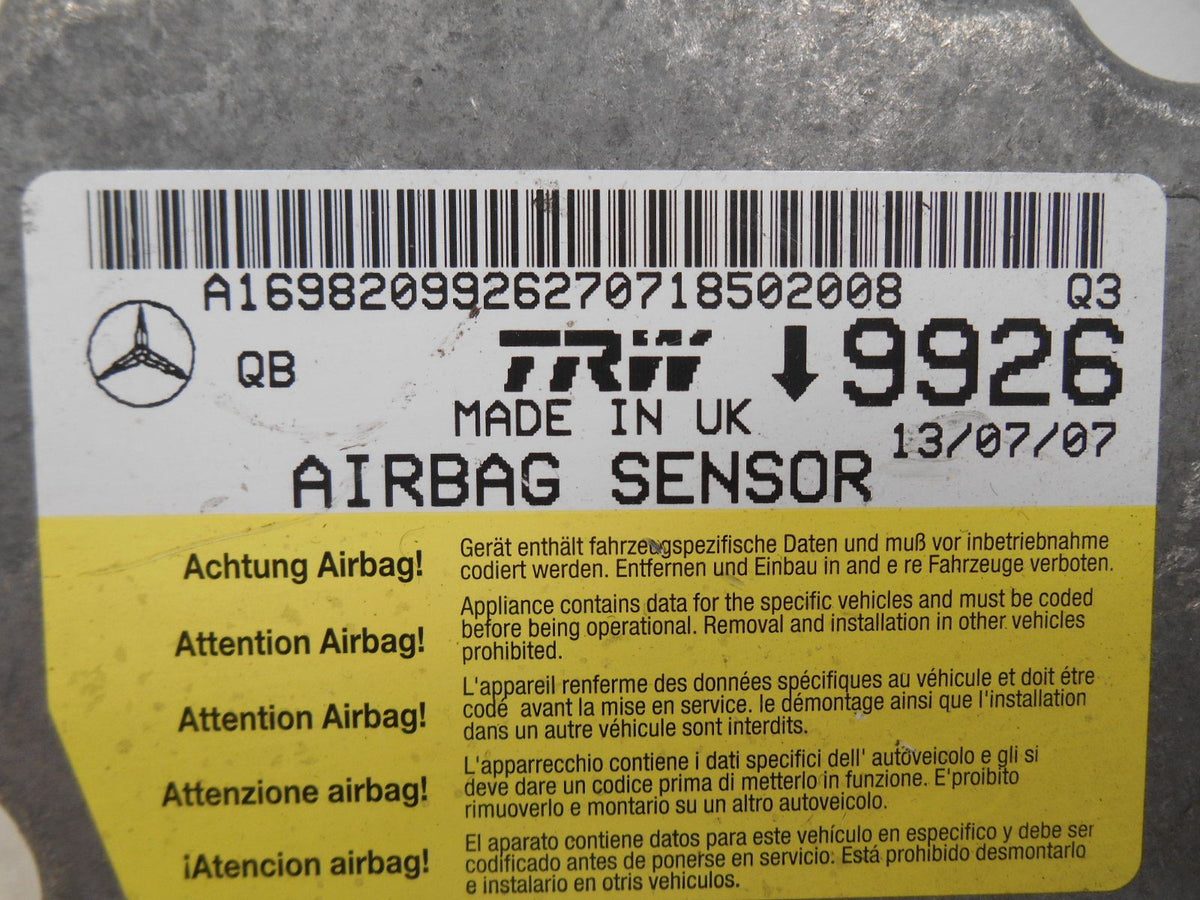 A1698209926270718502008 Q3
QB TRW 9926
MADE IN UK
13/07/07
AIRBAG SENSOR
Achtung Airbag!
Gerät enthält fahrzeugspezifische Daten und muß vor inbetriebnahme
codiert werden. Entfernen und Einbau in and e re Fahrzeuge verboten.
Attention Airbag!
Appliance contains data for the specific vehicles and must be coded
before being operational. Removal and installation in other vehicles
prohibited.
Attention Airbag!
L'appareil renferme des données spécifiques au véhicule et doit étre
codé avant la mise en service. le démontage ainsi que l'installation
dans un autre véhicule sont interdits.
Attenzione airbag!
L'apparrecchio contiene i dati specifici dell' autoveicolo e gli si
deve dare un codice prima di metterlo in funzione. E'proibito
rimuoverlo e montario su un altro autoveicolo.
¡Atencion airbag!
El aparato contiene datos para este vehículo en especifico y debe ser
codificado antes de ponerse en servicio. Está prohibido desmontarlo
e instalario en otris vehiculos.